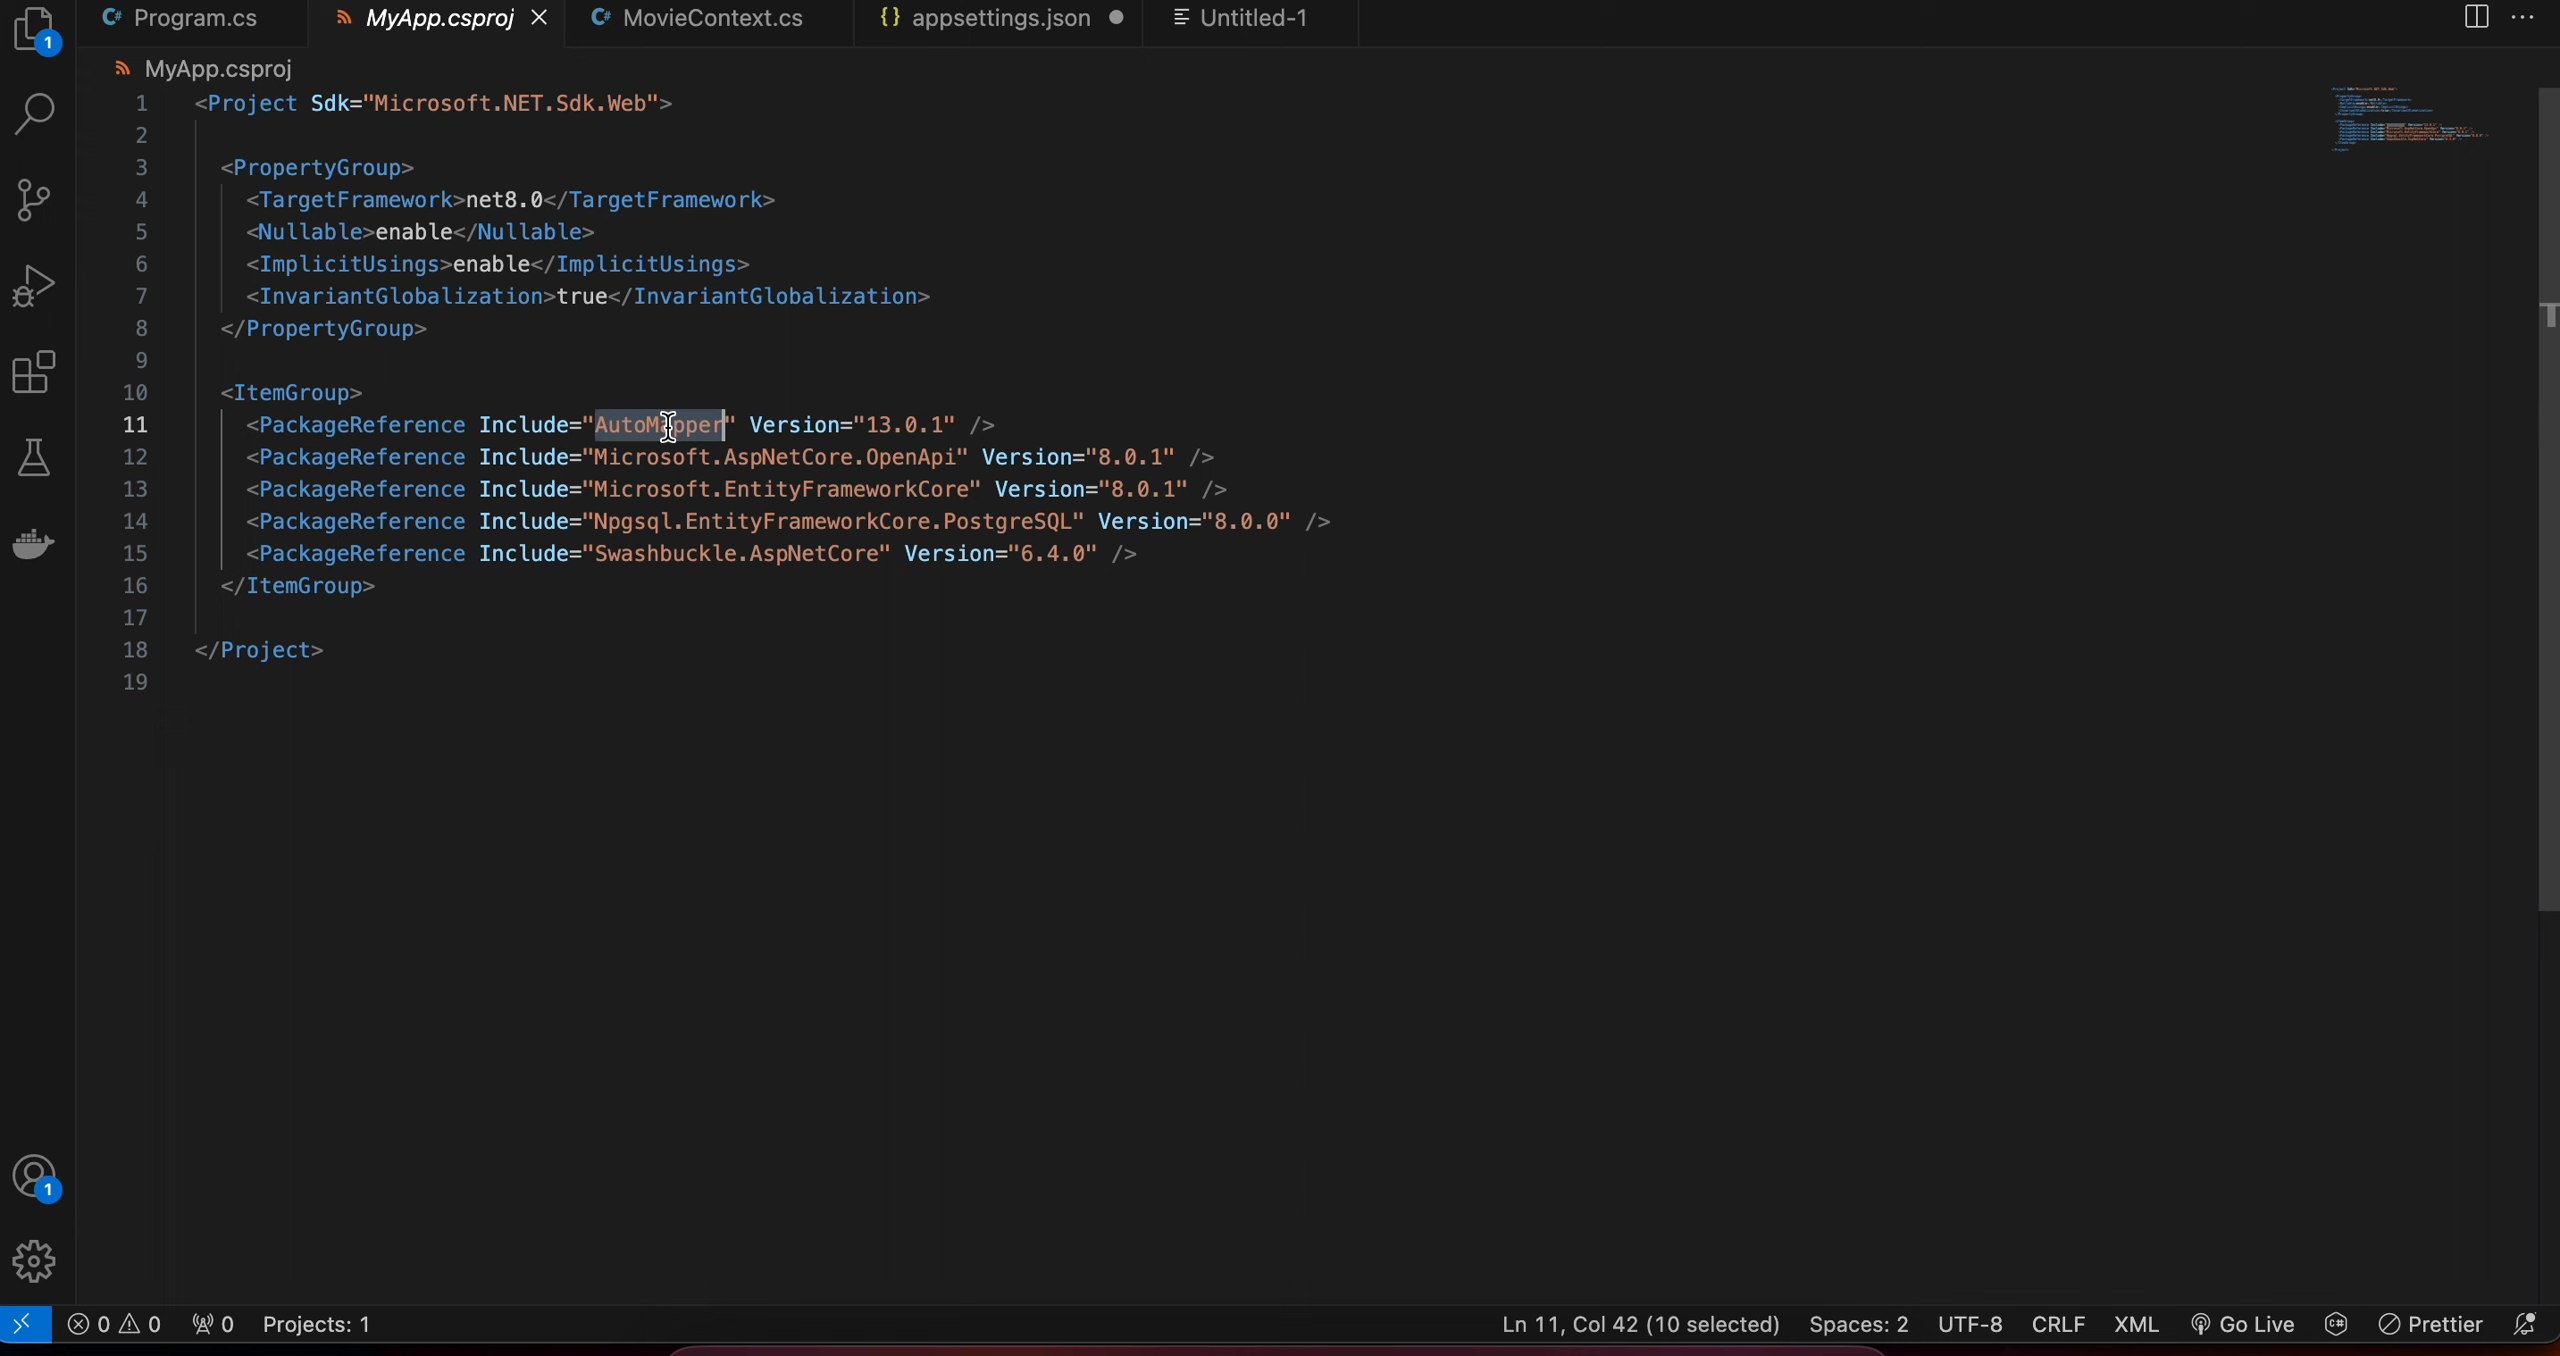 Program.cs MyApp.csproj MovieContext.cs {} appsettings.json Untitled-1
1
MyApp.csproj
1 <Project Sdk="Microsoft.NET.Sdk.Web">
2
3 <PropertyGroup>
4 <TargetFramework>net8.0</TargetFramework>
5 <Nullable>enable</Nullable>
6 <ImplicitUsings>enable</ImplicitUsings>
7 <InvariantGlobalization>true</InvariantGlobalization>
8 </PropertyGroup>
9
10 <ItemGroup>
11 <PackageReference Include="AutoMapper" Version="13.0.1" />
12 <PackageReference Include="Microsoft.AspNetCore.OpenApi" Version="8.0.1" />
13 <PackageReference Include="Microsoft.EntityFrameworkCore" Version="8.0.1" />
14 <PackageReference Include="Npgsql.EntityFrameworkCore.PostgreSQL" Version="8.0.0" />
15 <PackageReference Include="Swashbuckle.AspNetCore" Version="6.4.0" />
16 </ItemGroup>
17
18 </Project>
19
1
0 0 0 Projects: 1 Ln 11, Col 42 (10 selected) Spaces: 2 UTF-8 CRLF XML Go Live Prettier